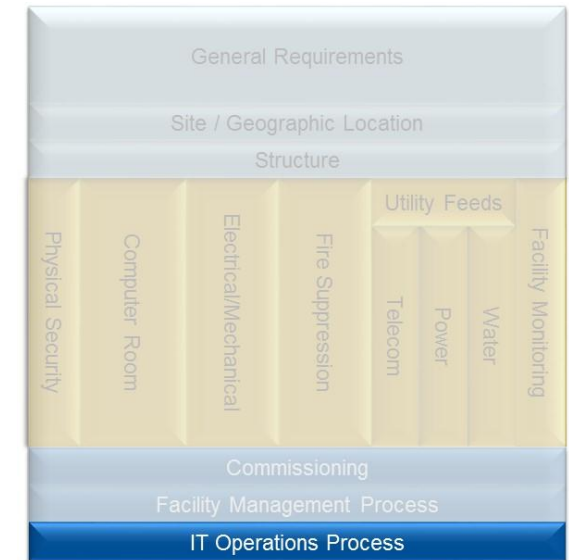 General Requirements
Site / Geographic Location
Structure
Physical Security
Computer Room
Electrical/Mechanical
Fire Suppression
Utility Feeds
Telecom
Power
Water
Facility Monitoring
Commissioning
Facility Management Process
IT Operations Process